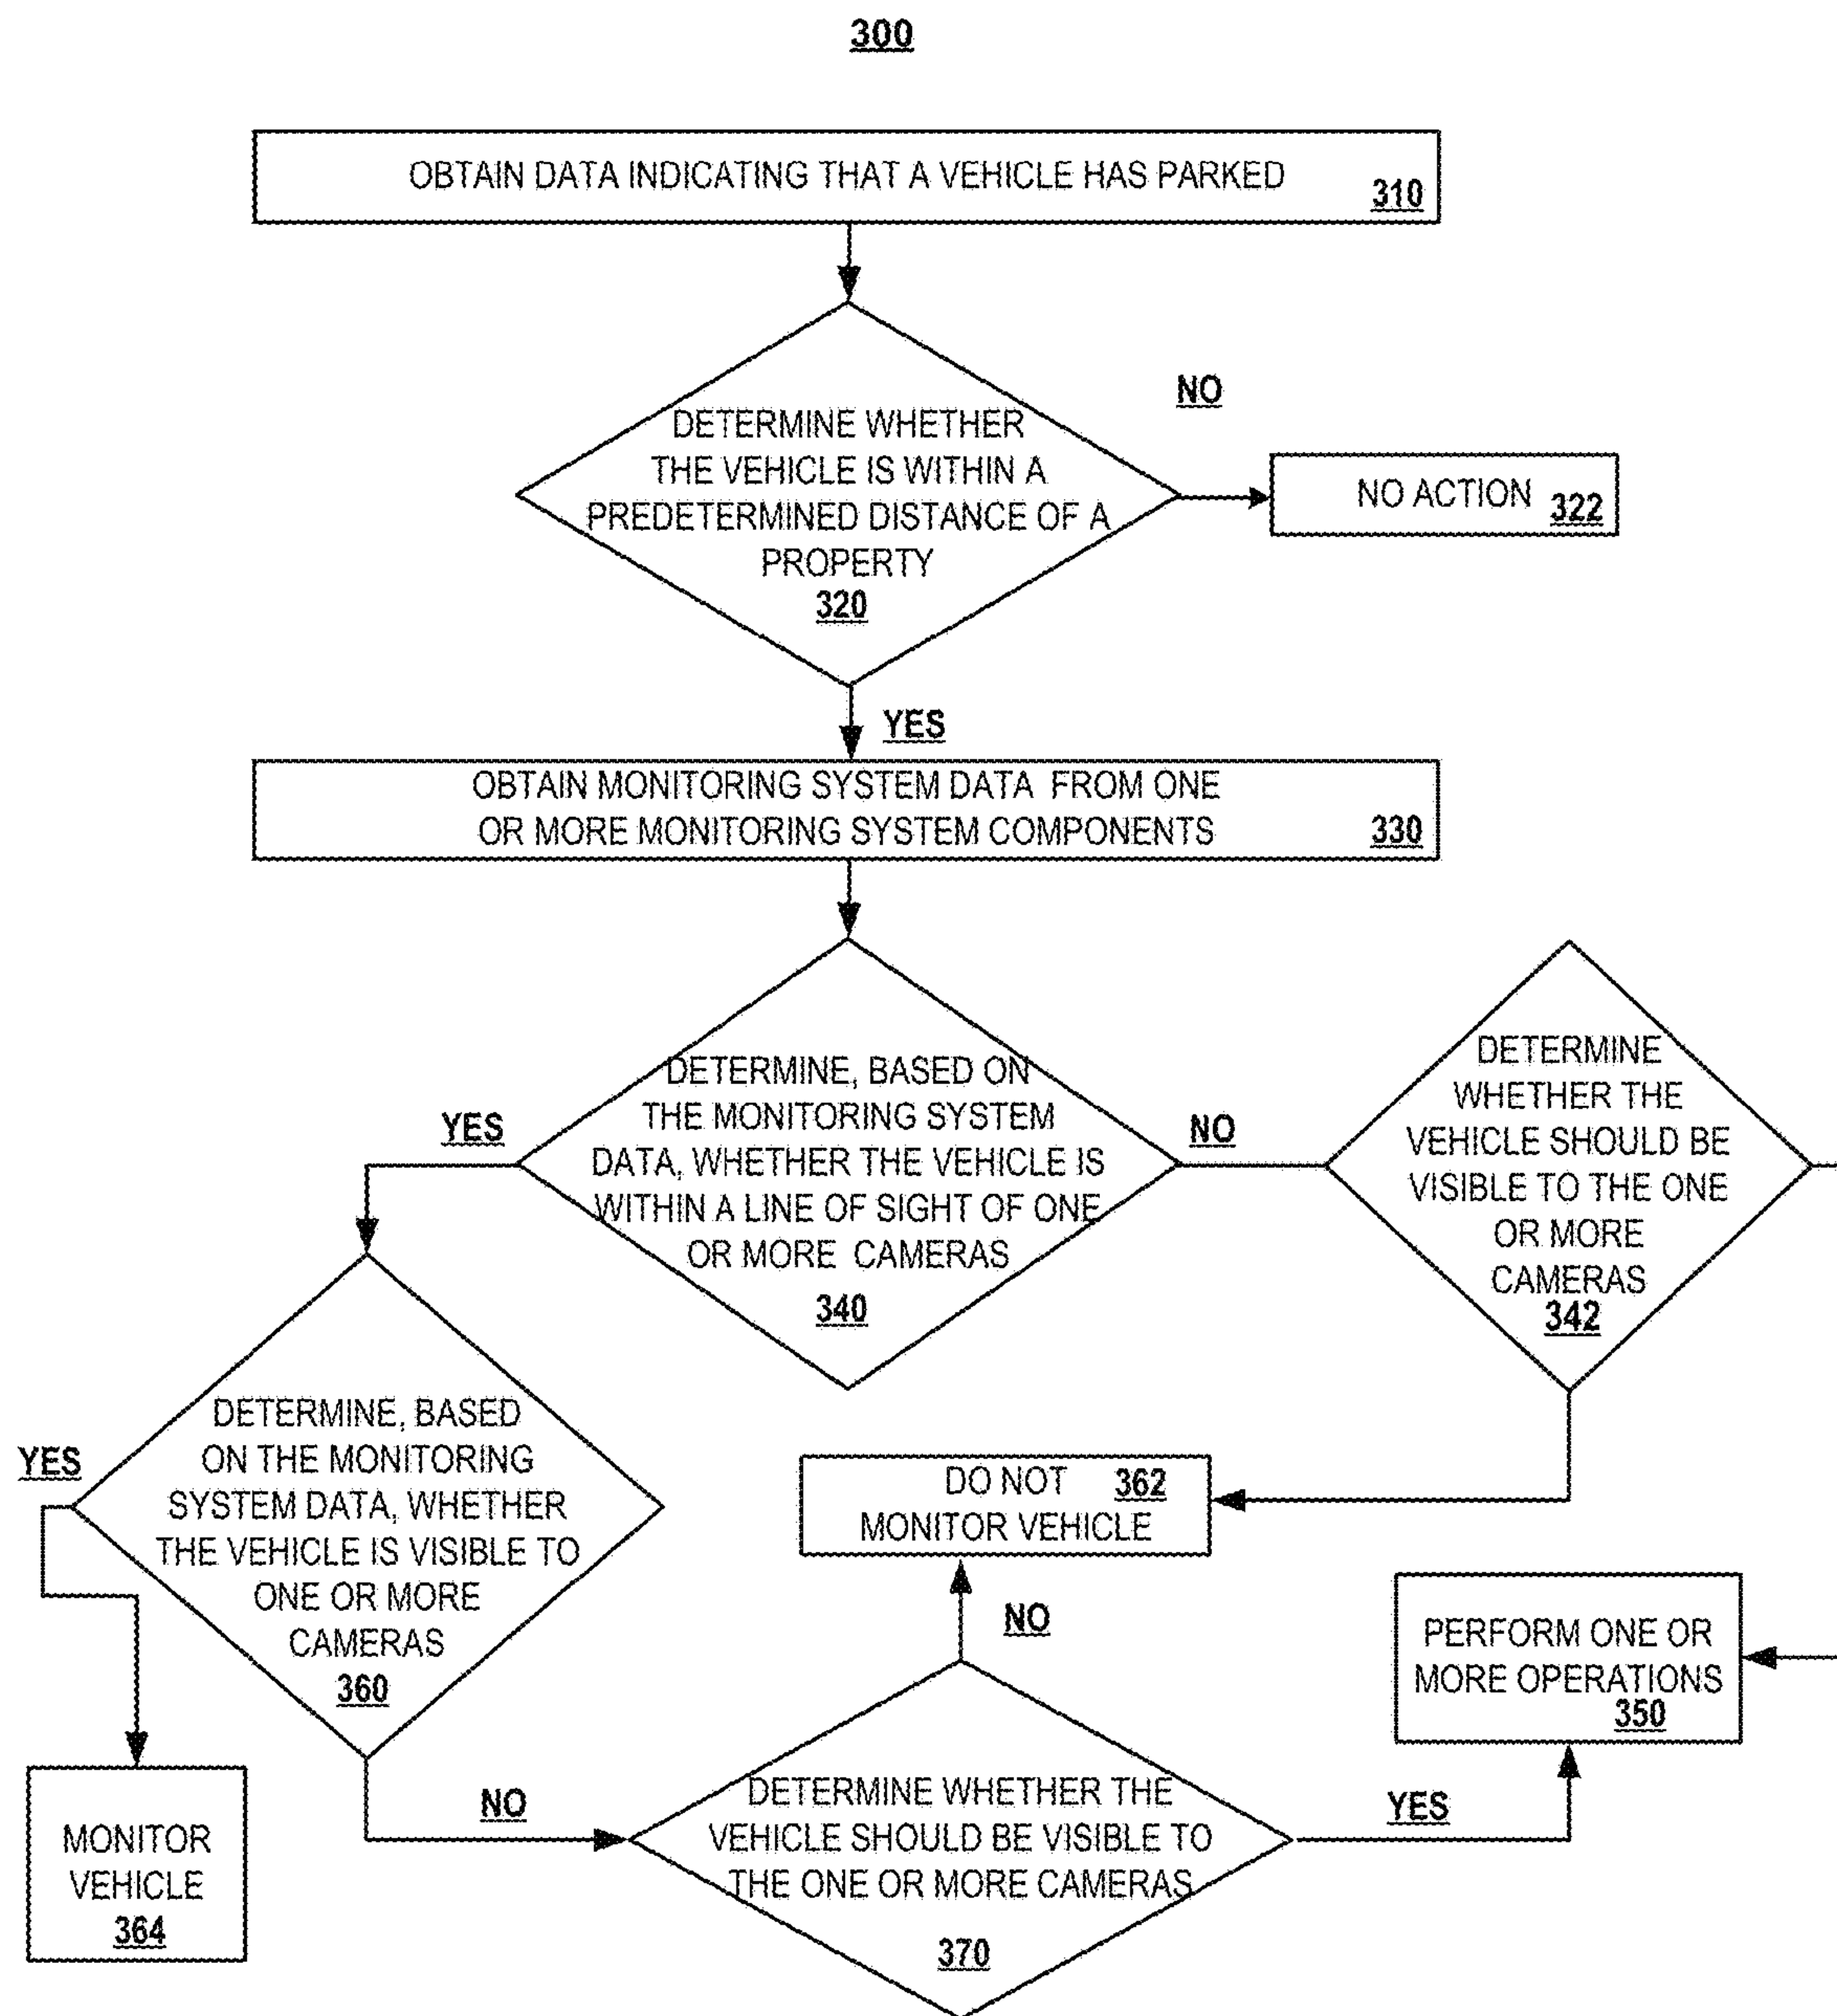 300
OBTAIN DATA INDICATING THAT A VEHICLE HAS PARKED
310
DETERMINE WHETHER
THE VEHICLE IS WITHIN A
PREDETERMINED DISTANCE OF A
PROPERTY
320
NO
NO ACTION
322
YES
OBTAIN MONITORING SYSTEM DATA FROM ONE
OR MORE MONITORING SYSTEM COMPONENTS
330
DETERMINE, BASED ON
THE MONITORING SYSTEM
DATA, WHETHER THE VEHICLE IS
WITHIN A LINE OF SIGHT OF ONE
OR MORE CAMERAS
340
YES
NO
DETERMINE
WHETHER THE
VEHICLE SHOULD BE
VISIBLE TO THE ONE
OR MORE
CAMERAS
342
DETERMINE, BASED
ON THE MONITORING
SYSTEM DATA, WHETHER
THE VEHICLE IS VISIBLE TO
ONE OR MORE
CAMERAS
360
YES
DO NOT
MONITOR VEHICLE
362
NO
PERFORM ONE OR
MORE OPERATIONS
350
MONITOR
VEHICLE
364
NO
DETERMINE WHETHER THE
VEHICLE SHOULD BE VISIBLE TO
THE ONE OR MORE CAMERAS
370
YES